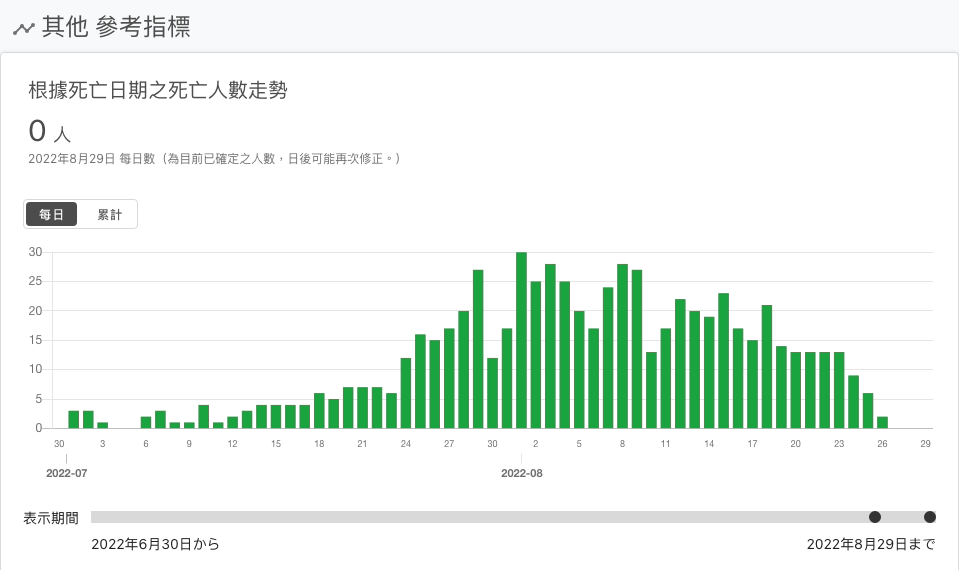 其他 參考指標
根據死亡日期之死亡人數走勢
0 人
2022年8月29日 每日數（為目前已確定之人數，日後可能再次修正。）
每日 累計
30
25
20
15
10
5
0
30 3 6 9 12 15 18 21 24 27 30 2 5 8 11 14 17 20 23 26 29
2022-07 2022-08
表示期間
2022年6月30日から 2022年8月29日まで